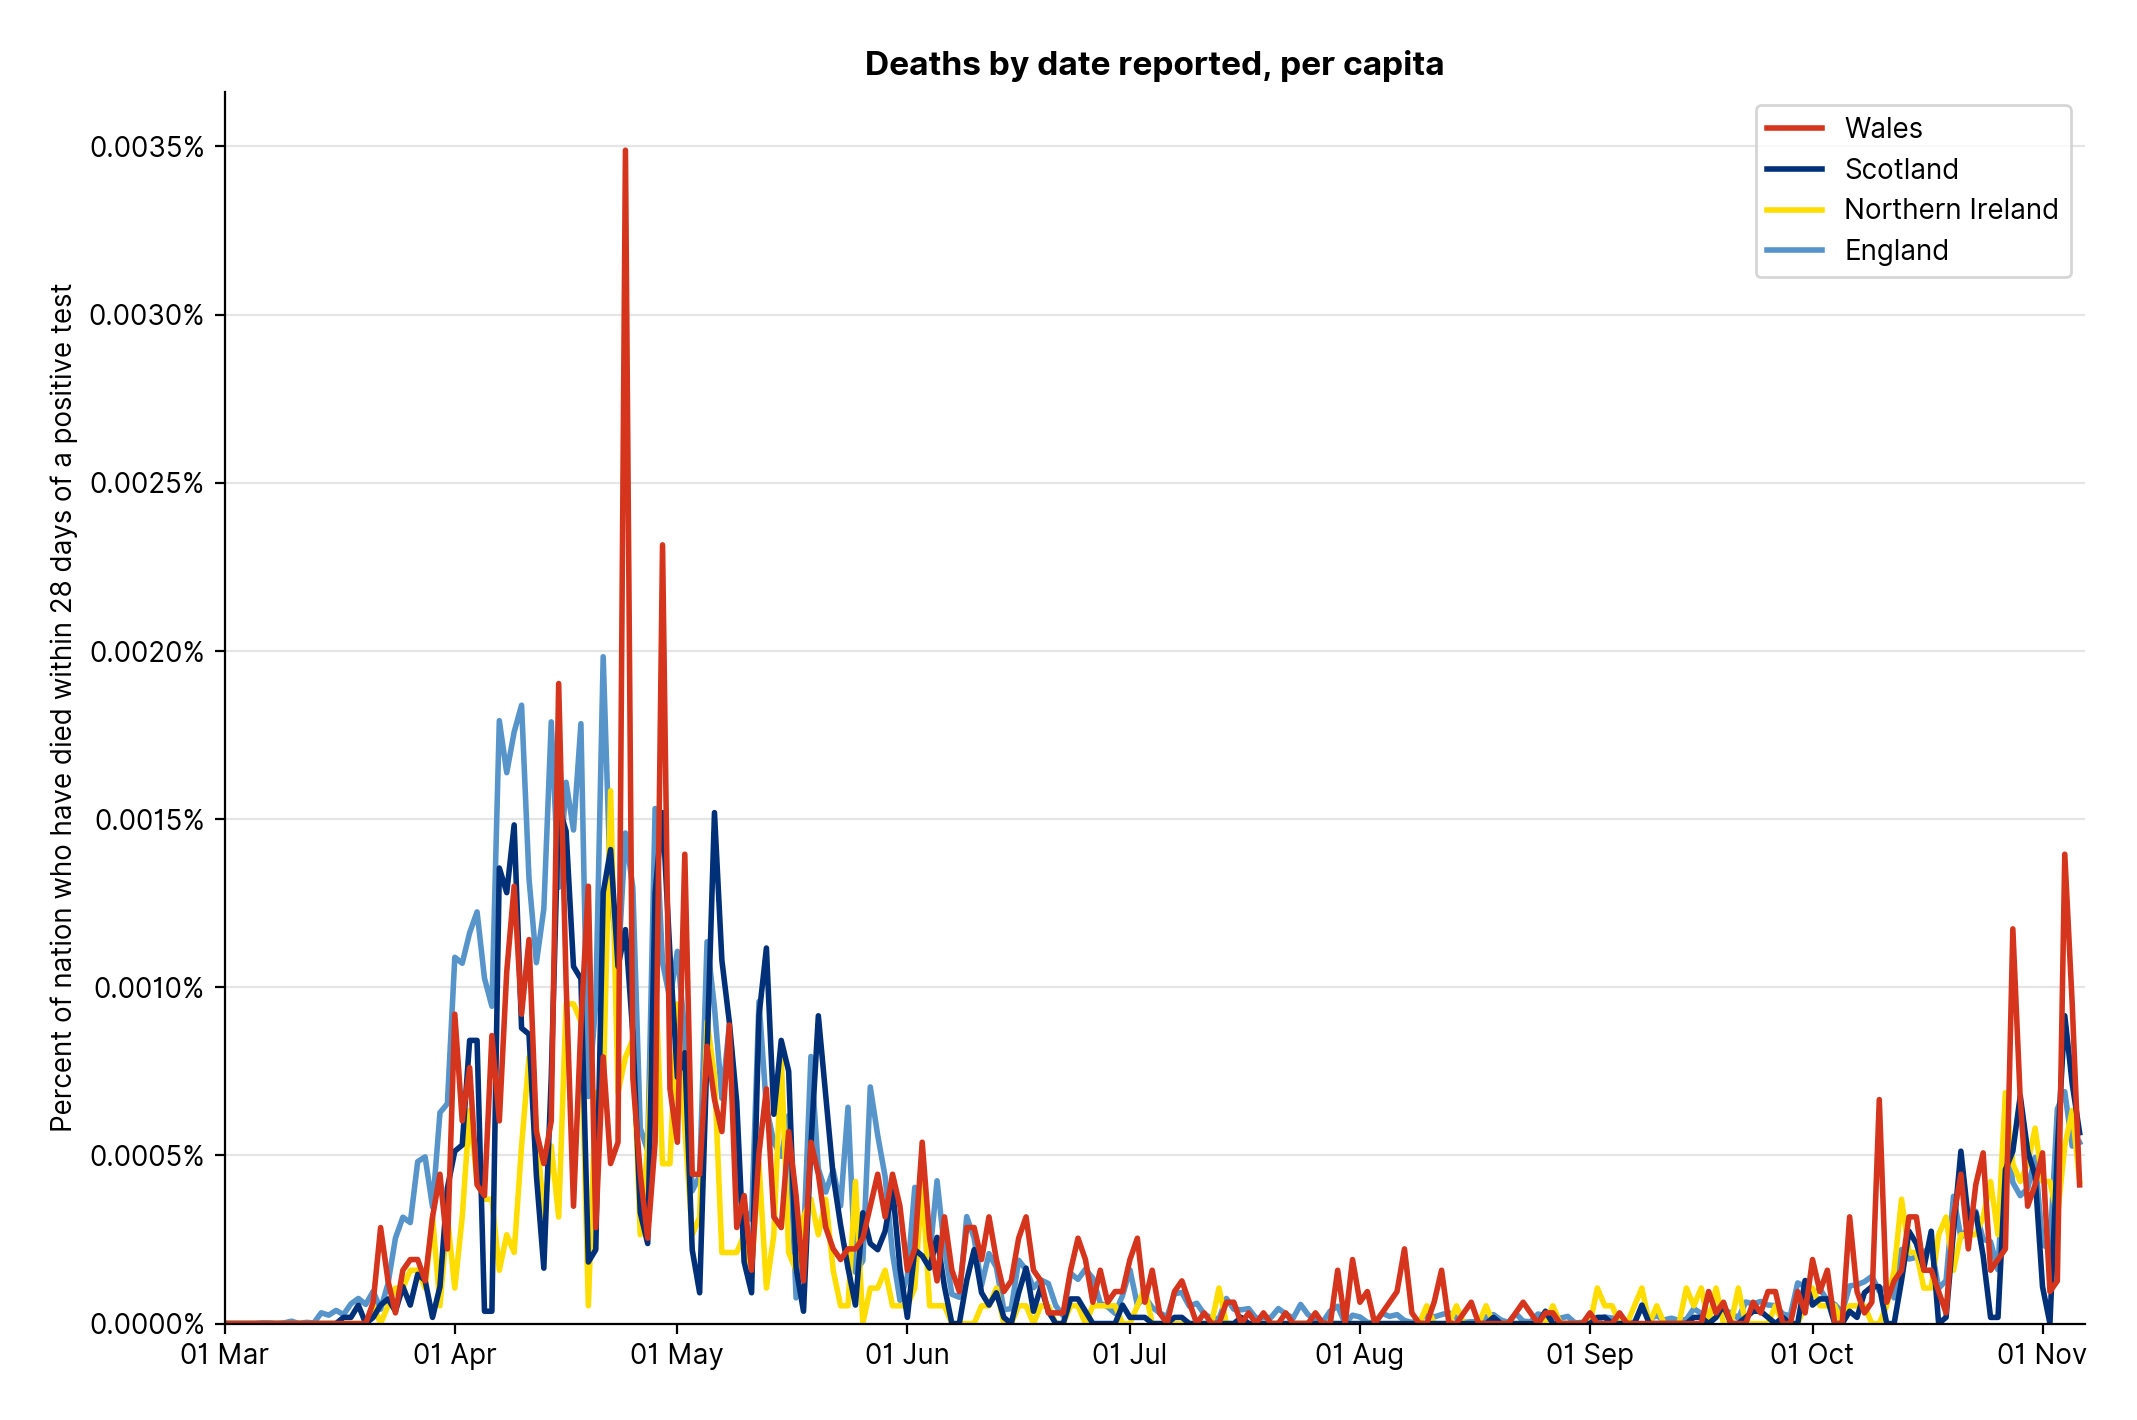 Deaths by date reported, per capita
Percent of nation who have died within 28 days of a positive test
0.0035%
0.0030%
0.0025%
0.0020%
0.0015%
0.0010%
0.0005%
0.0000%
Wales
Scotland
Northern Ireland
England
01 Mar
01 Apr
01 May
01 Jun
01 Jul
01 Aug
01 Sep
01 Oct
01 Nov